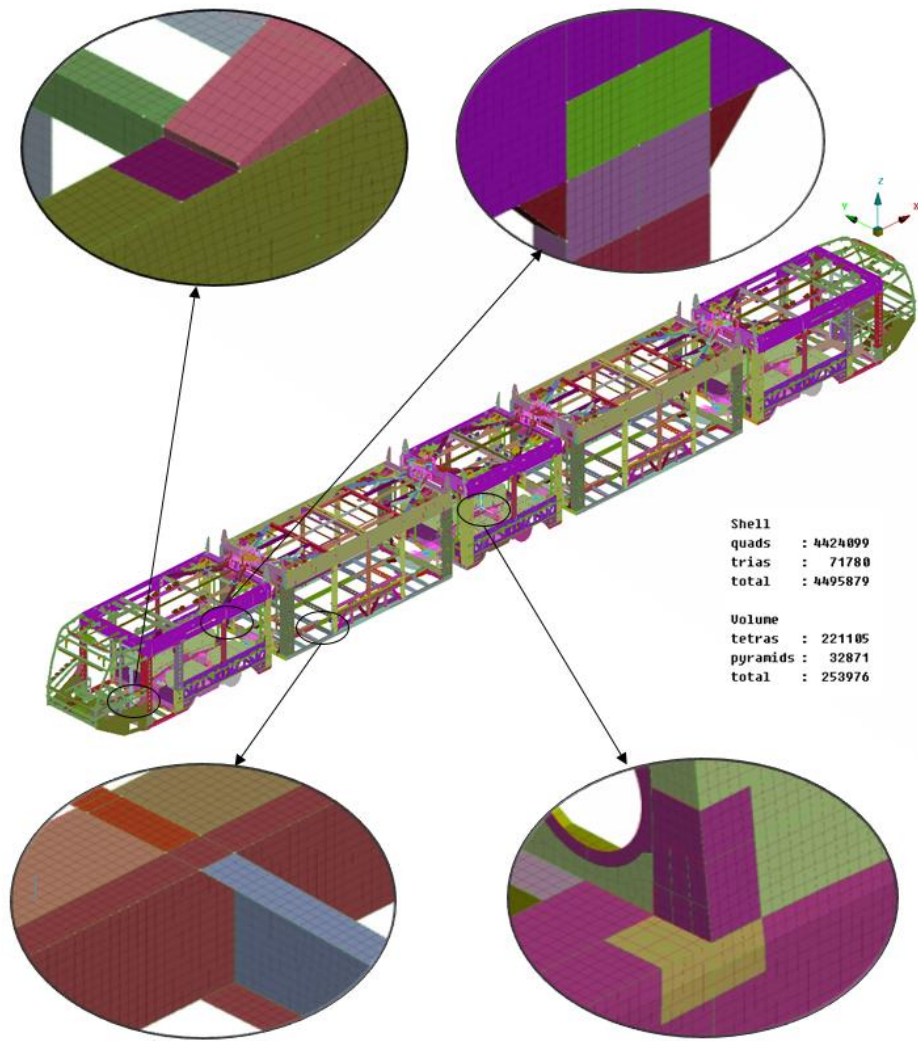 Z
Y
X
Shell
quads : 4424099
trias : 71780
total : 4495879
Volume
tetras : 221105
pyramids : 32871
total : 253976